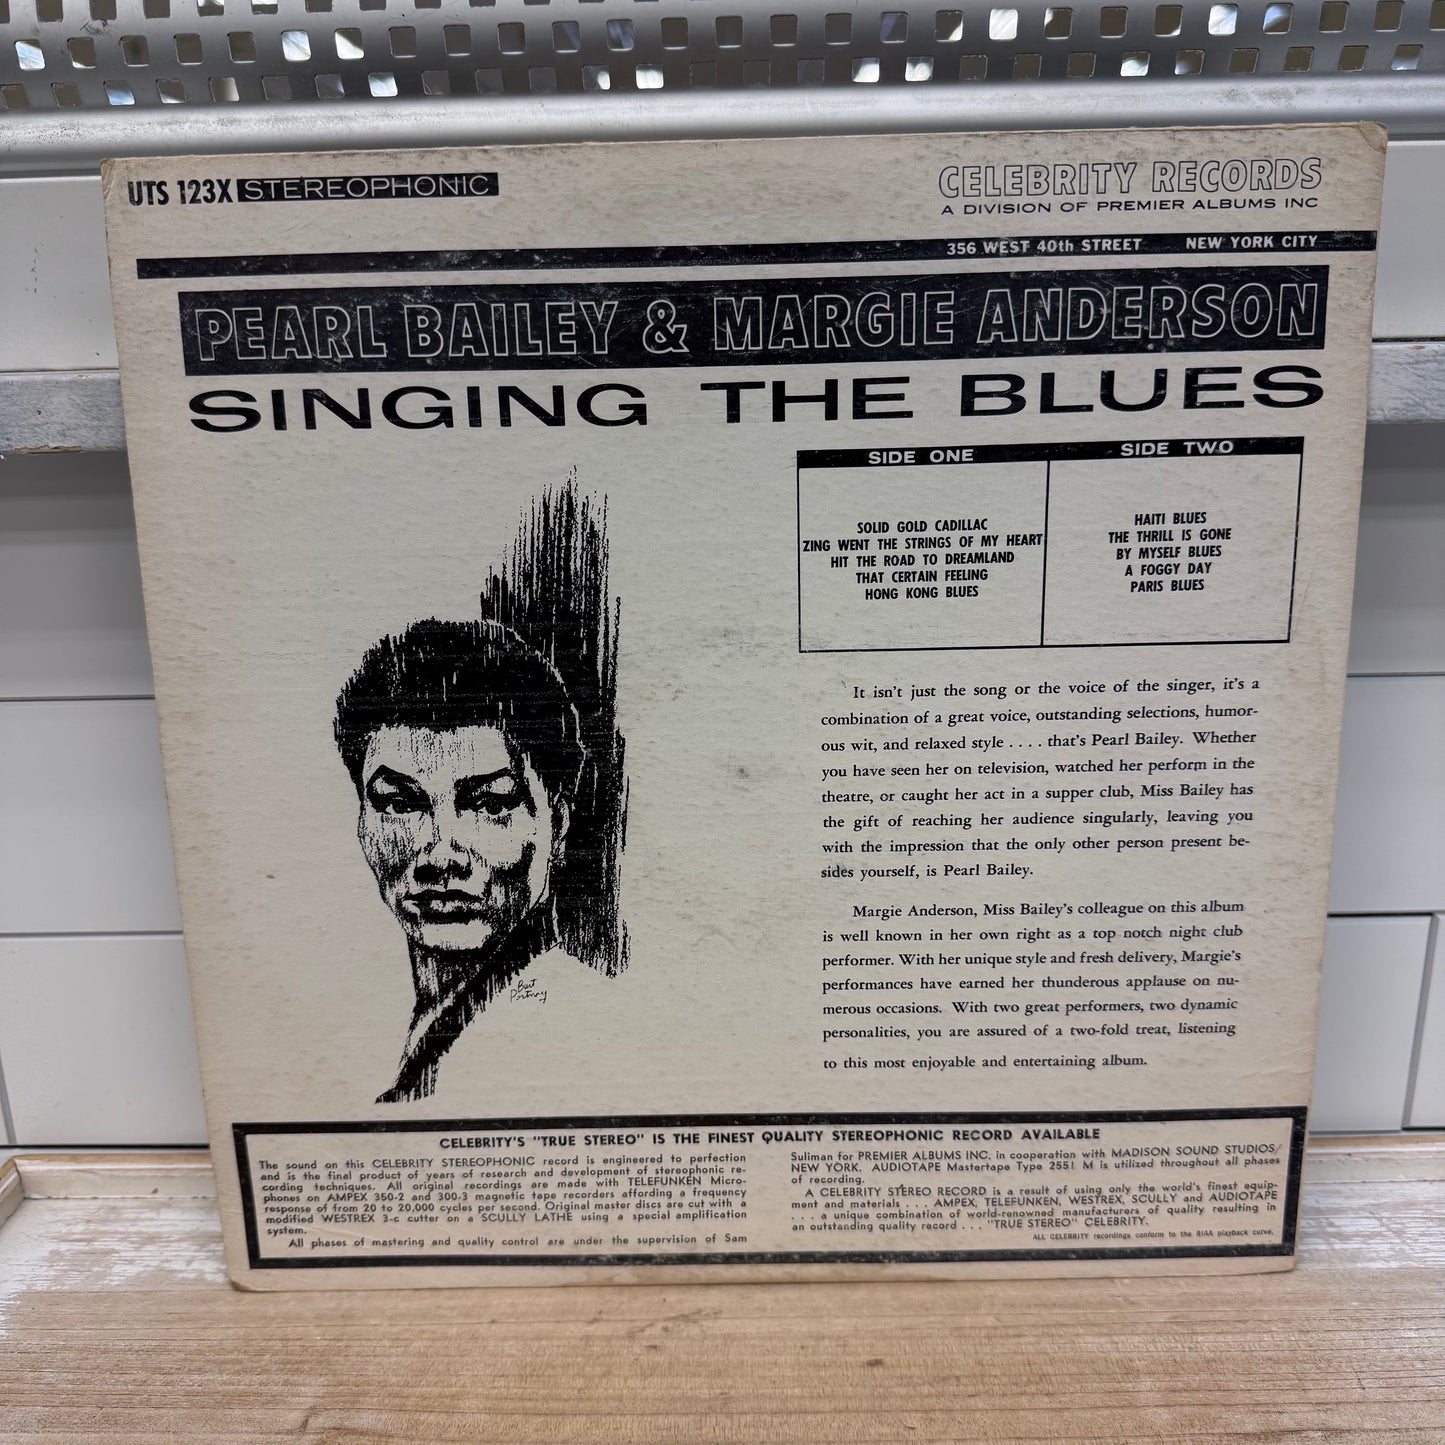 UTS 123X STEREOPHONIC
CELEBRITY RECORDS
A DIVISION OF PREMIER ALBUMS INC
356 WEST 40th STREET NEW YORK CITY
PEARL BAILEY & MARGIE ANDERSON
SINGING THE BLUES
SIDE ONE
SOLID GOLD CADILLAC
ZING WENT THE STRINGS OF MY HEART
HIT THE ROAD TO DREAMLAND
THAT CERTAIN FEELING
HONG KONG BLUES
SIDE TWO
HAITI BLUES
THE THRILL IS GONE
BY MYSELF BLUES
A FOGGY DAY
PARIS BLUES
It isn't just the song or the voice of the singer, it's a
combination of a great voice, outstanding selections, humor-
ous wit, and relaxed style . . . . that's Pearl Bailey. Whether
you have seen her on television, watched her perform in the
theatre, or caught her act in a supper club, Miss Bailey has
the gift of reaching her audience singularly, leaving you
with the impression that the only other person present be-
sides yourself, is Pearl Bailey.
Margie Anderson, Miss Bailey's colleague on this album
is well known in her own right as a top notch night club
performer. With her unique style and fresh delivery, Margie's
performances have earned her thunderous applause on nu-
merous occasions. With two great performers, two dynamic
personalities, you are assured of a two-fold treat, listening
to this most enjoyable and entertaining album.
Burt
Portnoy
CELEBRITY'S "TRUE STEREO" IS THE FINEST QUALITY STEREOPHONIC RECORD AVAILABLE
The sound on this CELEBRITY STEREOPHONIC record is engineered to perfection
and is the final product of years of research and development of stereophonic re-
cording techniques. All original recordings are made with TELEFUNKEN Micro-
phones on AMPEX 350-2 and 300-3 magnetic tape recorders affording a frequency
response of from 20 to 20,000 cycles per second. Original master discs are cut with a
modified WESTREX 3-c cutter on a SCULLY LATHE using a special amplification
system.
All phases of mastering and quality control are under the supervision of Sam
Suliman for PREMIER ALBUMS INC. in cooperation with MADISON SOUND STUDIOS/
NEW YORK. AUDIOTAPE Mastertape Type 2551 M is utilized throughout all phases
of recording.
A CELEBRITY STEREO RECORD is a result of using only the world's finest equip-
ment and materials . . . AMPEX, TELEFUNKEN, WESTREX, SCULLY and AUDIOTAPE
. . . a unique combination of world-renowned manufacturers of quality resulting in
an outstanding quality record . . . "TRUE STEREO" CELEBRITY.
ALL CELEBRITY recordings conform to the RIAA playback curve.